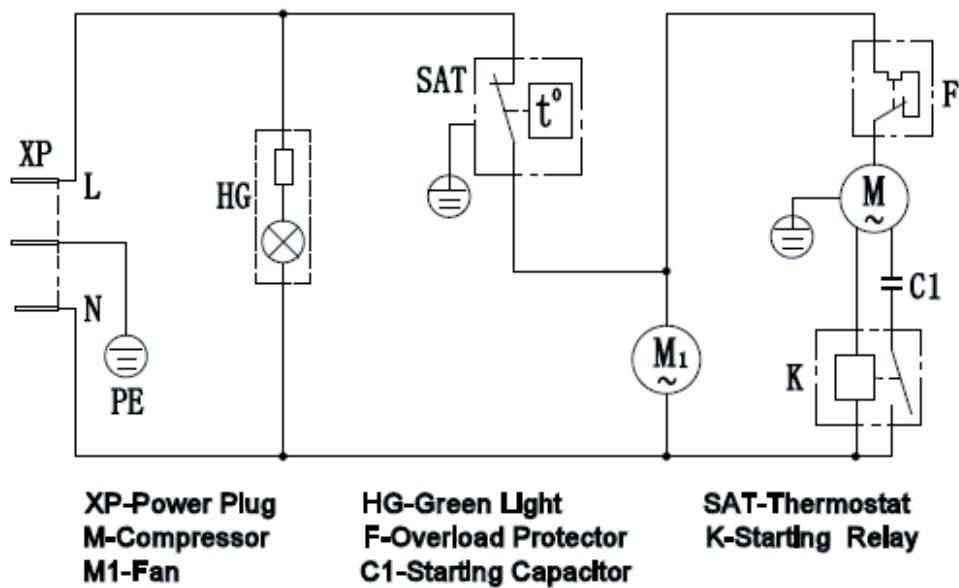 XP
L
N
PE
HG
SAT
t°
M₁
~
F
M
~
C1
K
XP-Power Plug
HG-Green Light
SAT-Thermostat
M-Compressor
F-Overload Protector
K-Starting Relay
M1-Fan
C1-Starting Capacitor